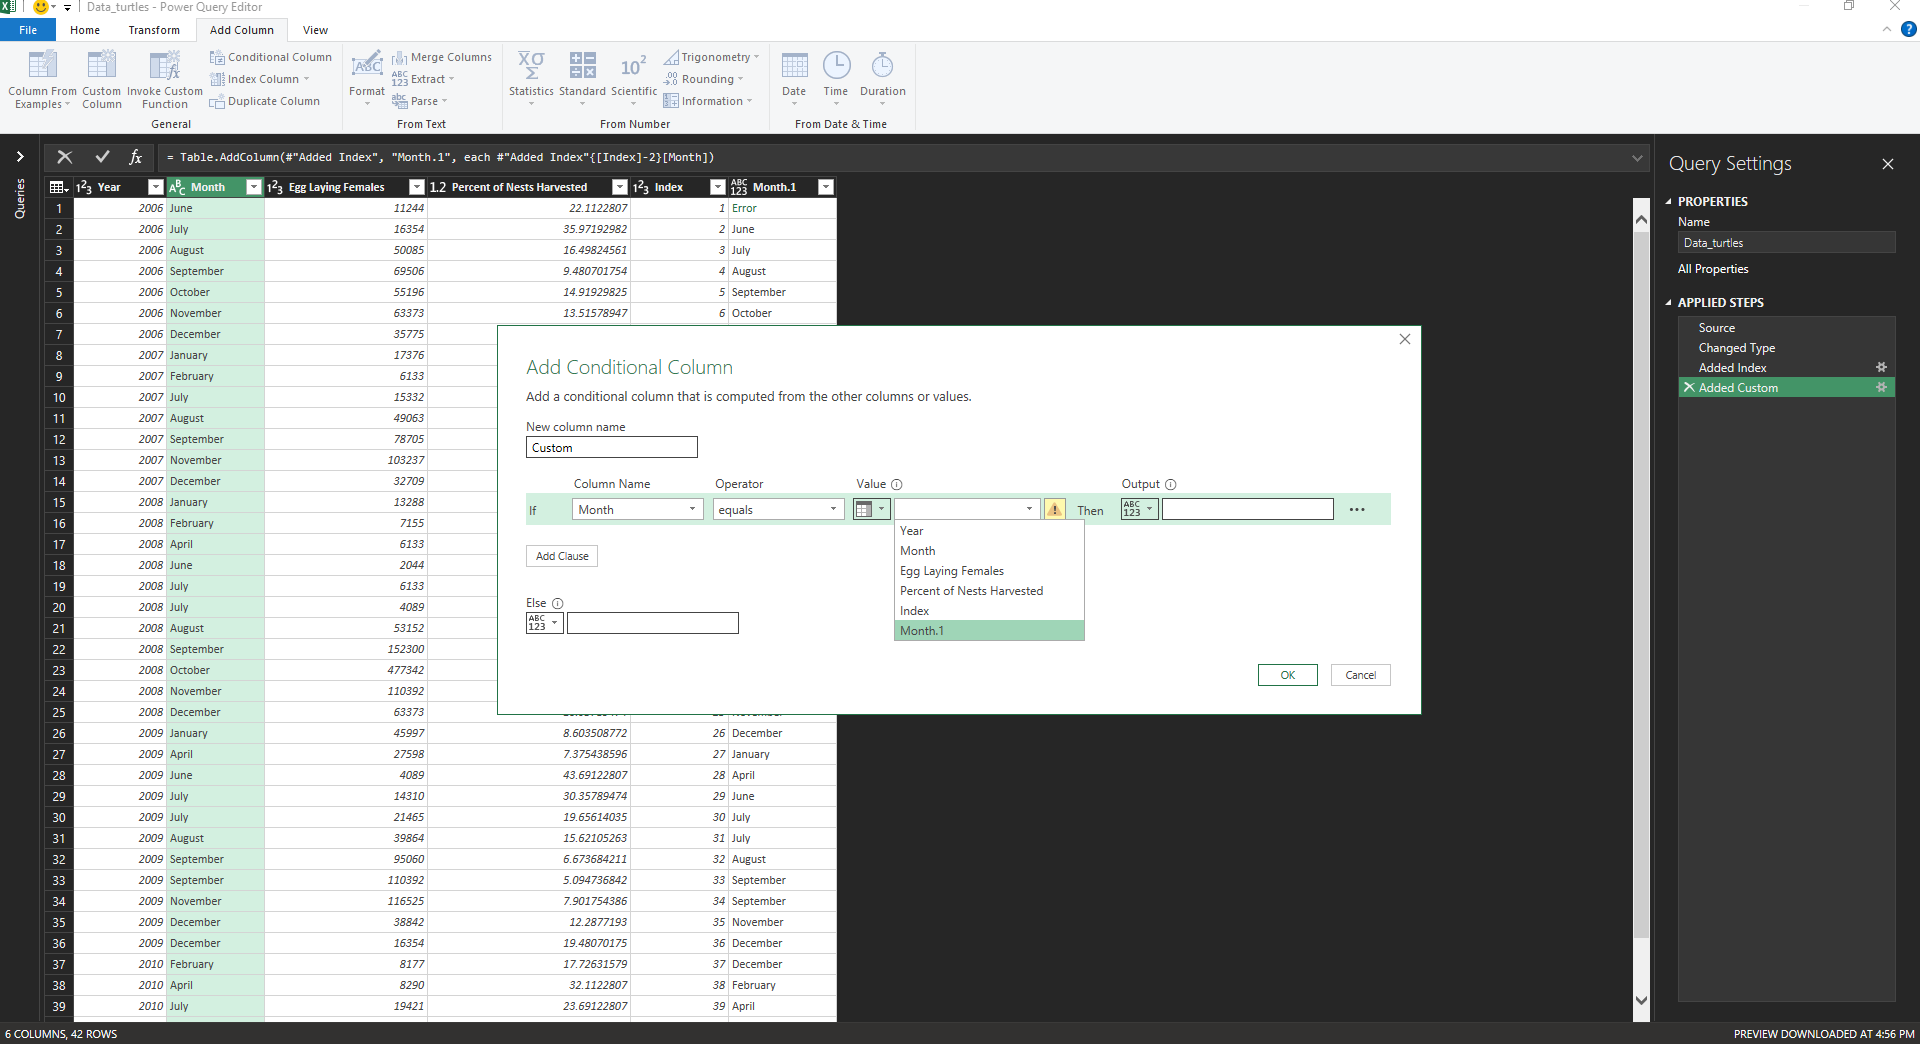 Data_turtles - Power Query Editor
File Home Transform Add Column View
Column From Examples
Custom Column
Invoke Custom Function
Conditional Column
Index Column
Duplicate Column
General
Format
Merge Columns
Extract
Parse
From Text
Statistics
Standard
Scientific
Trigonometry
Rounding
Information
From Number
Date
Time
Duration
From Date & Time
Queries
= Table.AddColumn(#"Added Index", "Month.1", each #"Added Index"{[Index]-2}[Month])
Year Month Egg Laying Females Percent of Nests Harvested Index Month.1
1 2006 June 11244 22.1122807 1 Error
2 2006 July 16354 35.97192982 2 June
3 2006 August 50085 16.49824561 3 July
4 2006 September 69506 9.480701754 4 August
5 2006 October 55196 14.91929825 5 September
6 2006 November 63373 13.51578947 6 October
7 2006 December 35775
8 2007 January 17376
9 2007 February 6133
10 2007 July 15332
11 2007 August 49063
12 2007 September 78705
13 2007 November 103237
14 2007 December 32709
15 2008 January 13288
16 2008 February 7155
17 2008 April 6133
18 2008 June 2044
19 2008 July 6133
20 2008 July 4089
21 2008 August 53152
22 2008 September 152300
23 2008 October 477342
24 2008 November 110392
25 2008 December 63373
26 2009 January 45997 8.603508772 26 December
27 2009 April 27598 7.375438596 27 January
28 2009 June 4089 43.69122807 28 April
29 2009 July 14310 30.35789474 29 June
30 2009 July 21465 19.65614035 30 July
31 2009 August 39864 15.62105263 31 July
32 2009 September 95060 6.673684211 32 August
33 2009 September 110392 5.094736842 33 September
34 2009 November 116525 7.901754386 34 September
35 2009 December 38842 12.2877193 35 November
36 2009 December 16354 19.48070175 36 December
37 2010 February 8177 17.72631579 37 December
38 2010 April 8290 32.1122807 38 February
39 2010 July 19421 23.69122807 39 April
Add Conditional Column
Add a conditional column that is computed from the other columns or values.
New column name
Custom
Column Name Operator Value Output
If Month equals Then ABC 123 ...
Year
Month
Egg Laying Females
Percent of Nests Harvested
Index
Month.1
Add Clause
Else
ABC 123
OK Cancel
Query Settings
PROPERTIES
Name
Data_turtles
All Properties
APPLIED STEPS
Source
Changed Type
Added Index
Added Custom
6 COLUMNS, 42 ROWS
PREVIEW DOWNLOADED AT 4:56 PM